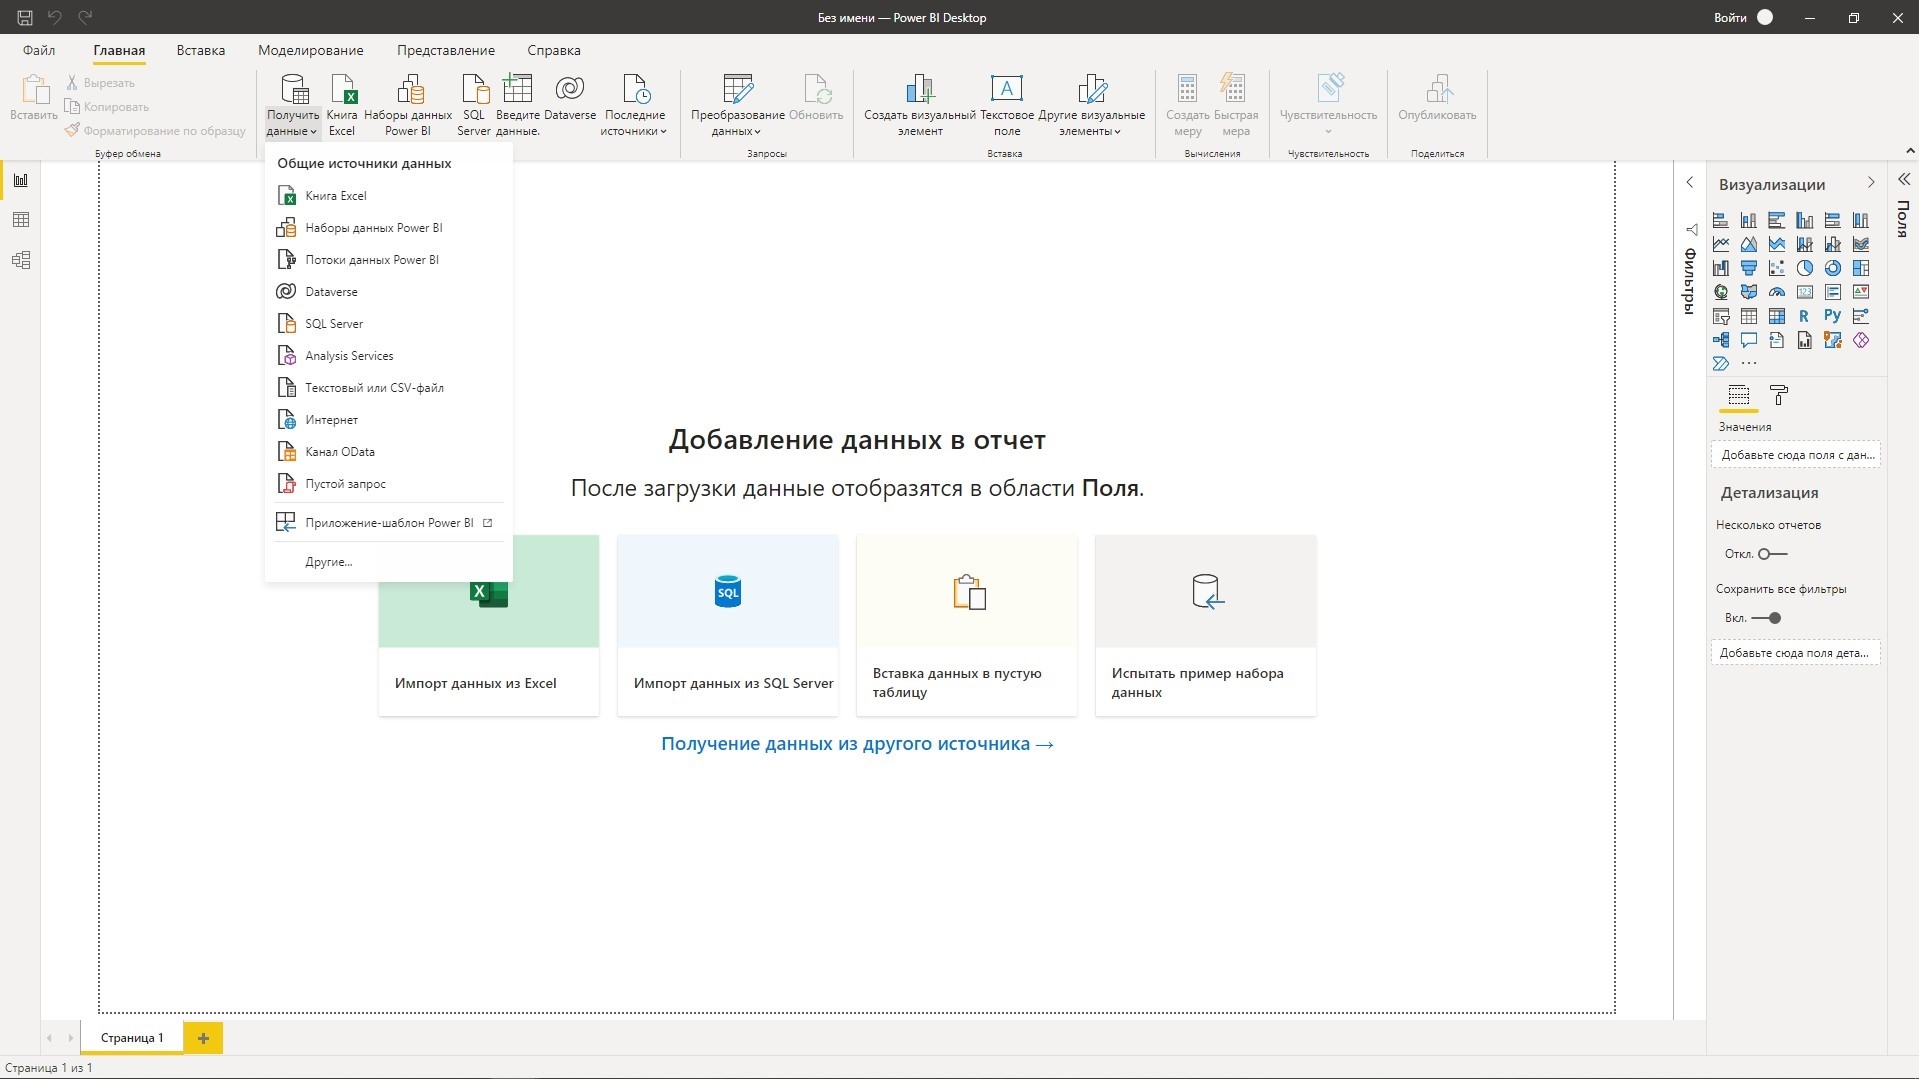 Без имени — Power BI Desktop
Войти
Файл
Главная
Вставка
Моделирование
Представление
Справка
Вставить
Вырезать
Копировать
Форматирование по образцу
Буфер обмена
Получить
данные
Книга
Excel
Наборы данных
Power BI
SQL
Server
Введите
данные.
Dataverse
Последние
источники
Преобразование
данных
Обновить
Запросы
Создать визуальный
элемент
A
Текстовое
поле
Другие визуальные
элементы
Вставка
Создать
меру
Быстрая
мера
Вычисления
Чувствительность
Чувствительность
Опубликовать
Поделиться
Общие источники данных
Книга Excel
Наборы данных Power BI
Потоки данных Power BI
Dataverse
SQL Server
Analysis Services
Текстовый или CSV-файл
Интернет
Канал OData
Пустой запрос
Приложение-шаблон Power BI
Другие...
Добавление данных в отчет
После загрузки данные отобразятся в области Поля.
X
SQL
Импорт данных из Excel
Импорт данных из SQL Server
Вставка данных в пустую
таблицу
Испытать пример набора
данных
Получение данных из другого источника →
Фильтры
Визуализации
123
R
Py
Значения
Добавьте сюда поля с дан...
Детализация
Несколько отчетов
Откл.
Сохранить все фильтры
Вкл.
Добавьте сюда поля дета...
Поля
Страница 1
Страница 1 из 1